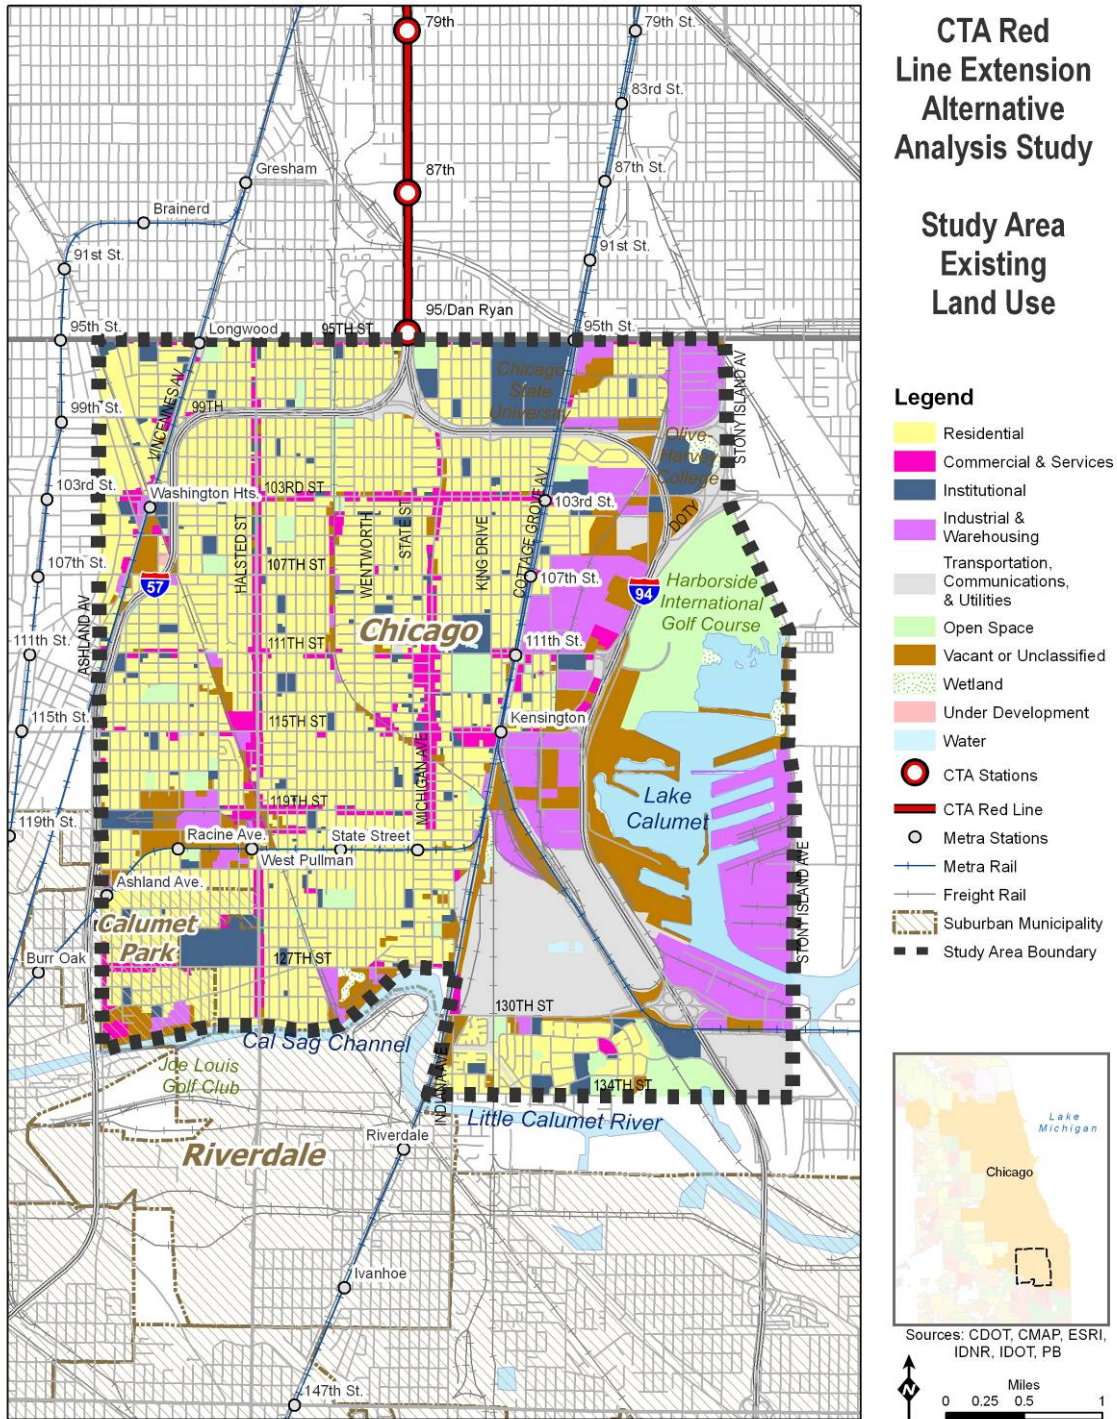 CTA Red
Line Extension
Alternative
Analysis Study
Study Area
Existing
Land Use
Legend
Residential
Commercial & Services
Institutional
Industrial &
Warehousing
Transportation,
Communications,
& Utilities
Open Space
Vacant or Unclassified
Wetland
Under Development
Water
CTA Stations
CTA Red Line
Metra Stations
Metra Rail
Freight Rail
Suburban Municipality
Study Area Boundary
Lake
Michigan
Chicago
Sources: CDOT, CMAP, ESRI,
IDNR, IDOT, PB
N
Miles
0 0.25 0.5 1
79th
79th St.
83rd St.
Gresham
87th
87th St.
Brainerd
91st St.
91st St.
95/Dan Ryan
95th St.
Longwood
95TH ST
95th St.
Chicago
State
University
STONY ISLAND AV
VINCENNES AV
99TH
99th St.
Olive-
Harvey
College
103rd St.
Washington Hts.
103RD ST
103rd St.
DOTY
HALSTED ST
WENTWORTH
STATE ST
KING DRIVE
COTTAGE GROVE AV
107th St.
57
107TH ST
107th St.
94
Harborside
International
Golf Course
ASHLAND AV
Chicago
111th St.
111TH ST
111th St.
115th St.
115TH ST
Kensington
MICHIGAN AVE
Lake
Calumet
119th St.
119TH ST
Racine Ave.
State Street
West Pullman
STONY ISLAND AVE
Ashland Ave.
Calumet
Park
Burr Oak
127TH ST
130TH ST
Cal Sag Channel
Joe Louis
Golf Club
INDIANA AVE
134TH ST
Little Calumet River
Riverdale
Riverdale
Ivanhoe
147th St.